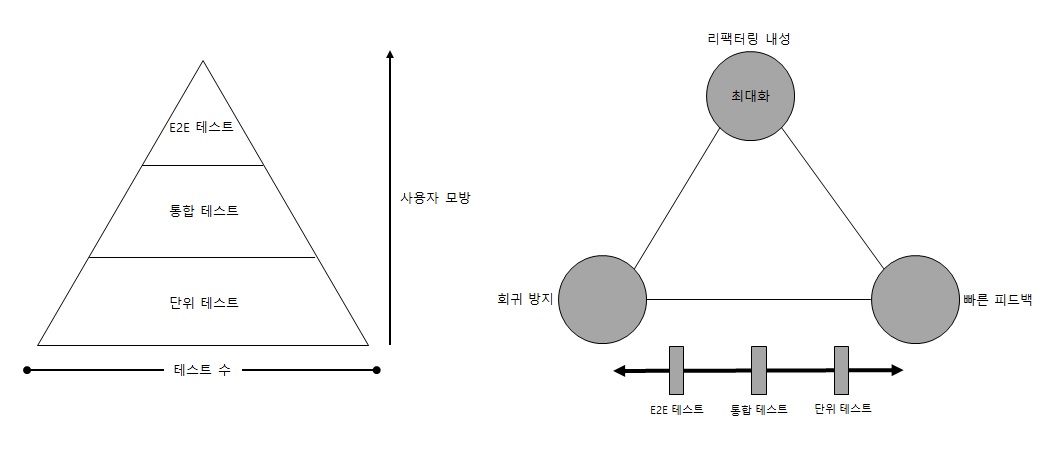 E2E 테스트
통합 테스트
단위 테스트
테스트 수
사용자 모방
리팩터링 내성
최대화
회귀 방지
빠른 피드백
E2E 테스트
통합 테스트
단위 테스트